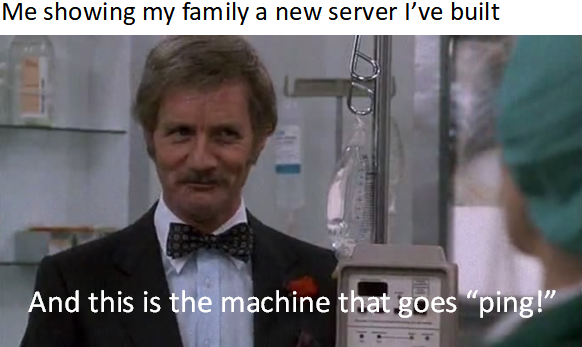 Me showing my family a new server I’ve built
And this is the machine that goes “ping!”